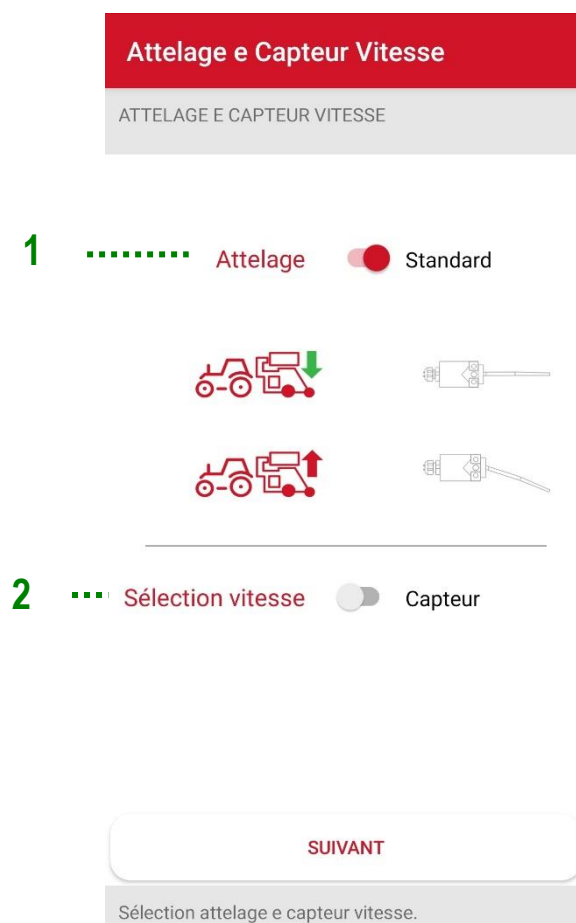 Attelage e Capteur Vitesse
ATTELAGE E CAPTEUR VITESSE
1 Attelage Standard
2 Sélection vitesse Capteur
SUIVANT
Sélection attelage e capteur vitesse.